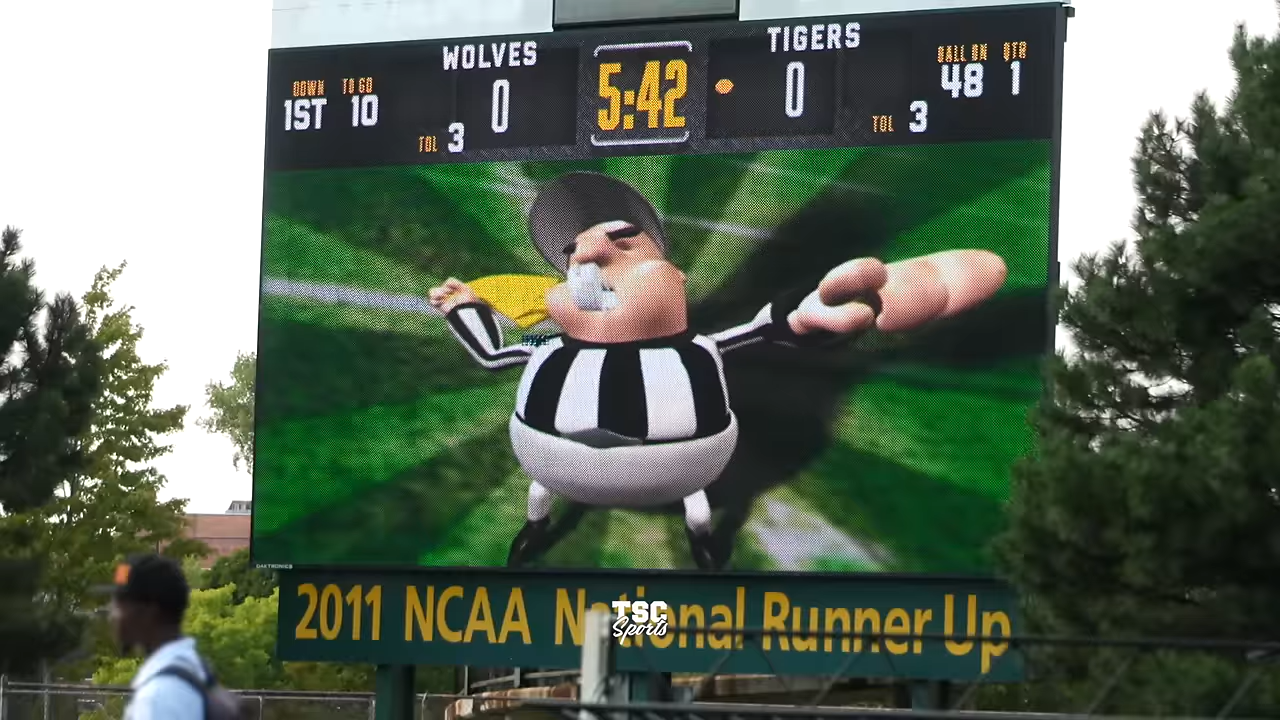 WOLVES
TIGERS
DOWN TO GO
1ST 10
0
5:42
0
BALL ON QTR
48 1
TOL 3
TOL 3
DAKTRONICS
2011 NCAA National Runner Up
TSC
Sports